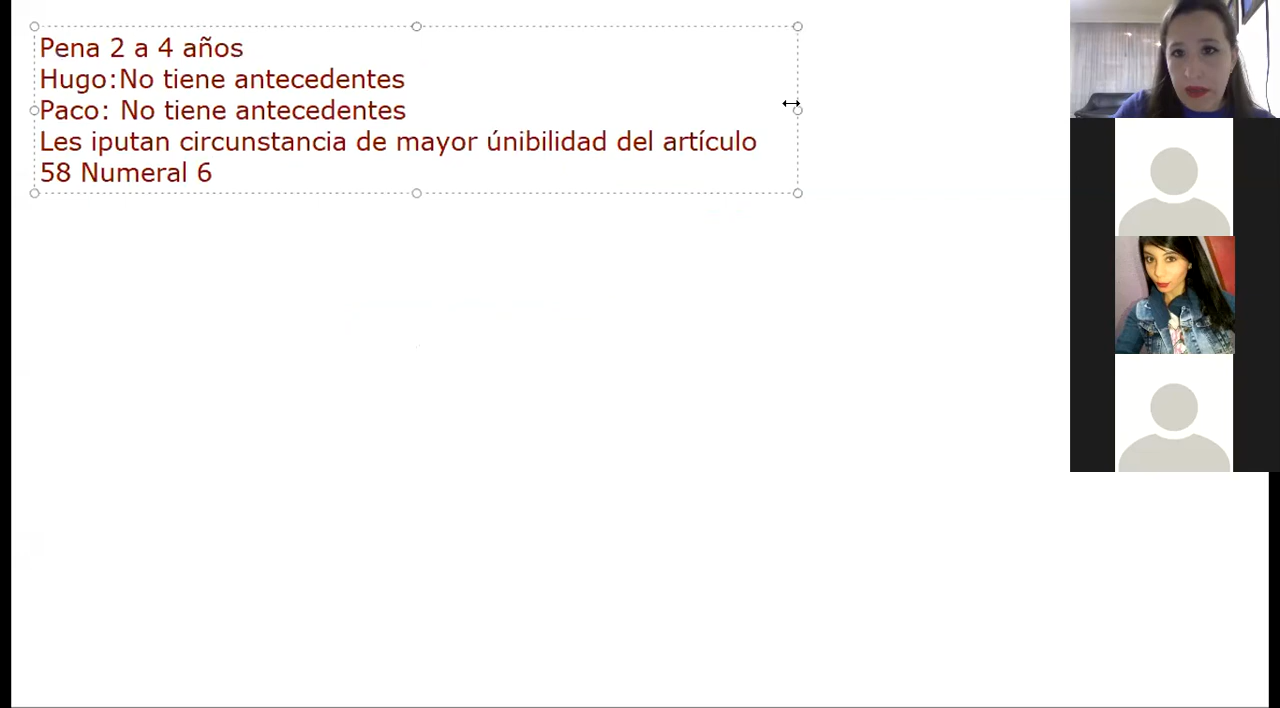 Pena 2 a 4 años
Hugo:No tiene antecedentes
Paco: No tiene antecedentes
Les iputan circunstancia de mayor únibilidad del artículo
58 Numeral 6